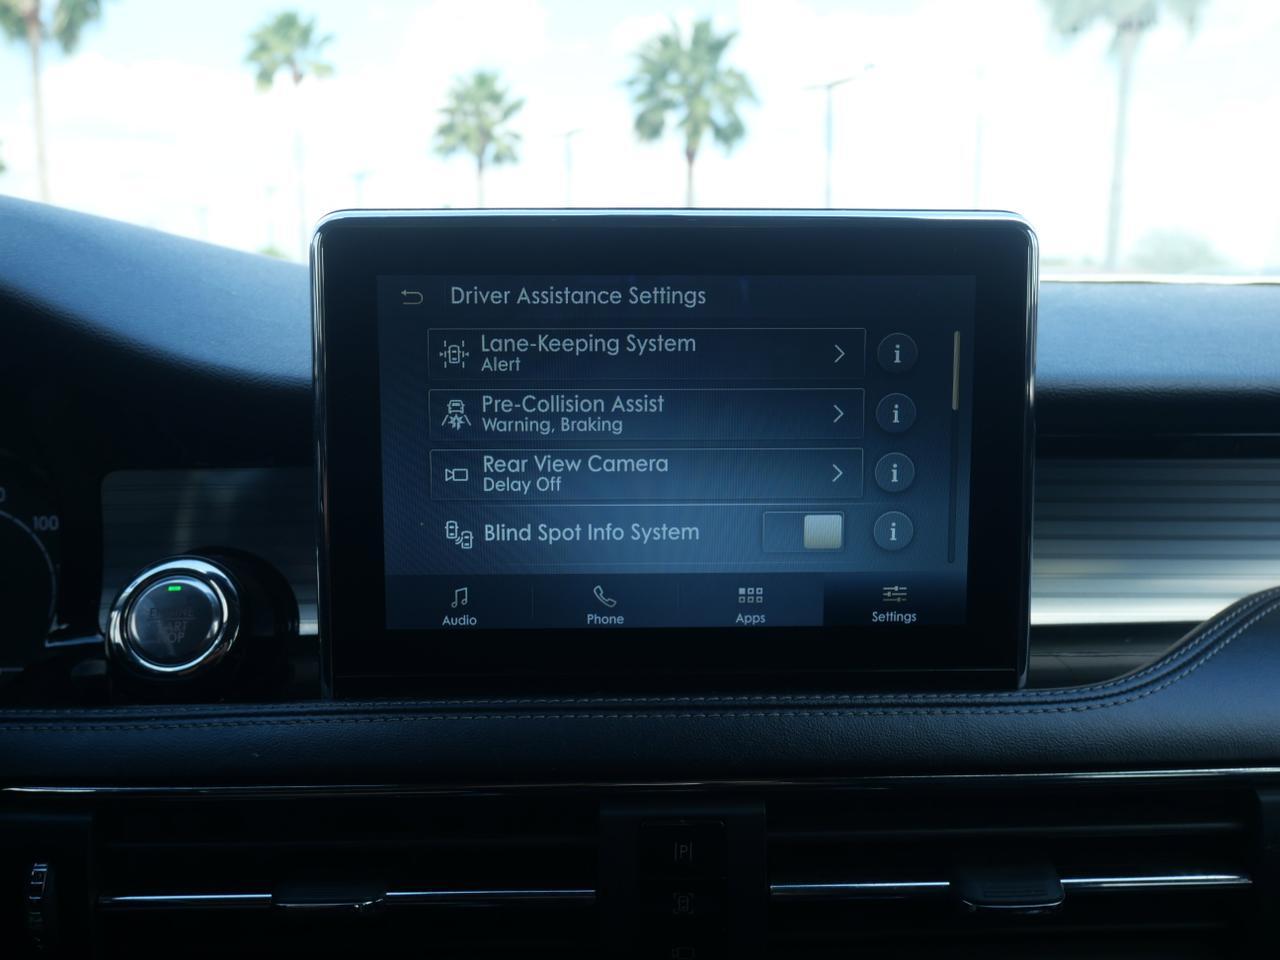 Driver Assistance Settings
Lane-Keeping System
Alert
Pre-Collision Assist
Warning, Braking
Rear View Camera
Delay Off
Blind Spot Info System
Audio
Phone
Apps
Settings
100
P